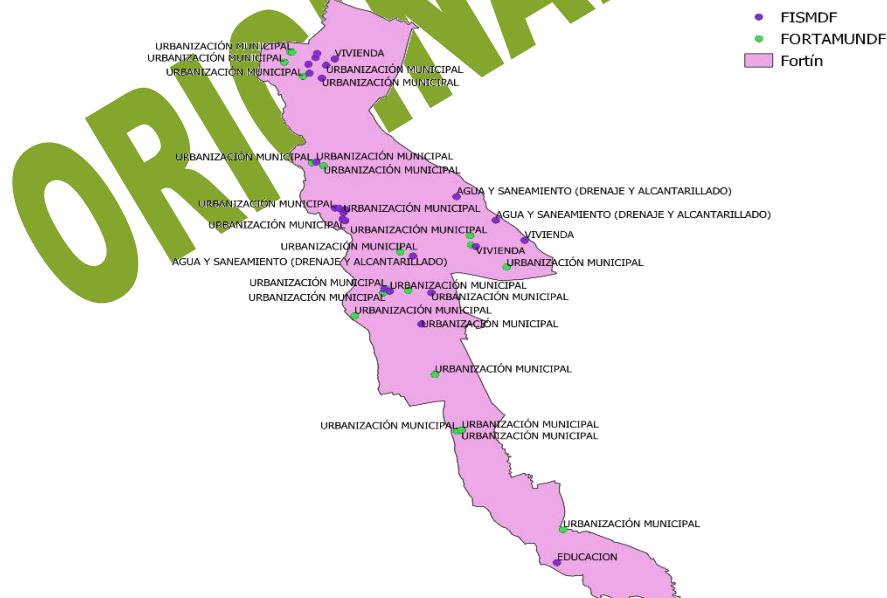 FISMDF
FORTAMUNDF
Fortín
URBANIZACIÓN MUNICIPAL
URBANIZACIÓN MUNICIPAL
VIVIENDA
URBANIZACIÓN MUNICIPAL
URBANIZACIÓN MUNICIPAL
URBANIZACIÓN MUNICIPAL
URBANIZACIÓN MUNICIPAL
URBANIZACIÓN MUNICIPAL
URBANIZACIÓN MUNICIPAL
AGUA Y SANEAMIENTO (DRENAJE Y ALCANTARILLADO)
URBANIZACIÓN MUNICIPAL
URBANIZACIÓN MUNICIPAL
AGUA Y SANEAMIENTO (DRENAJE Y ALCANTARILLADO)
URBANIZACIÓN MUNICIPAL
URBANIZACIÓN MUNICIPAL
VIVIENDA
URBANIZACIÓN MUNICIPAL
VIVIENDA
AGUA Y SANEAMIENTO (DRENAJE Y ALCANTARILLADO)
URBANIZACIÓN MUNICIPAL
URBANIZACIÓN MUNICIPAL
URBANIZACIÓN MUNICIPAL
URBANIZACIÓN MUNICIPAL
URBANIZACIÓN MUNICIPAL
URBANIZACIÓN MUNICIPAL
URBANIZACIÓN MUNICIPAL
URBANIZACIÓN MUNICIPAL
URBANIZACIÓN MUNICIPAL
URBANIZACIÓN MUNICIPAL
URBANIZACIÓN MUNICIPAL
URBANIZACIÓN MUNICIPAL
EDUCACION